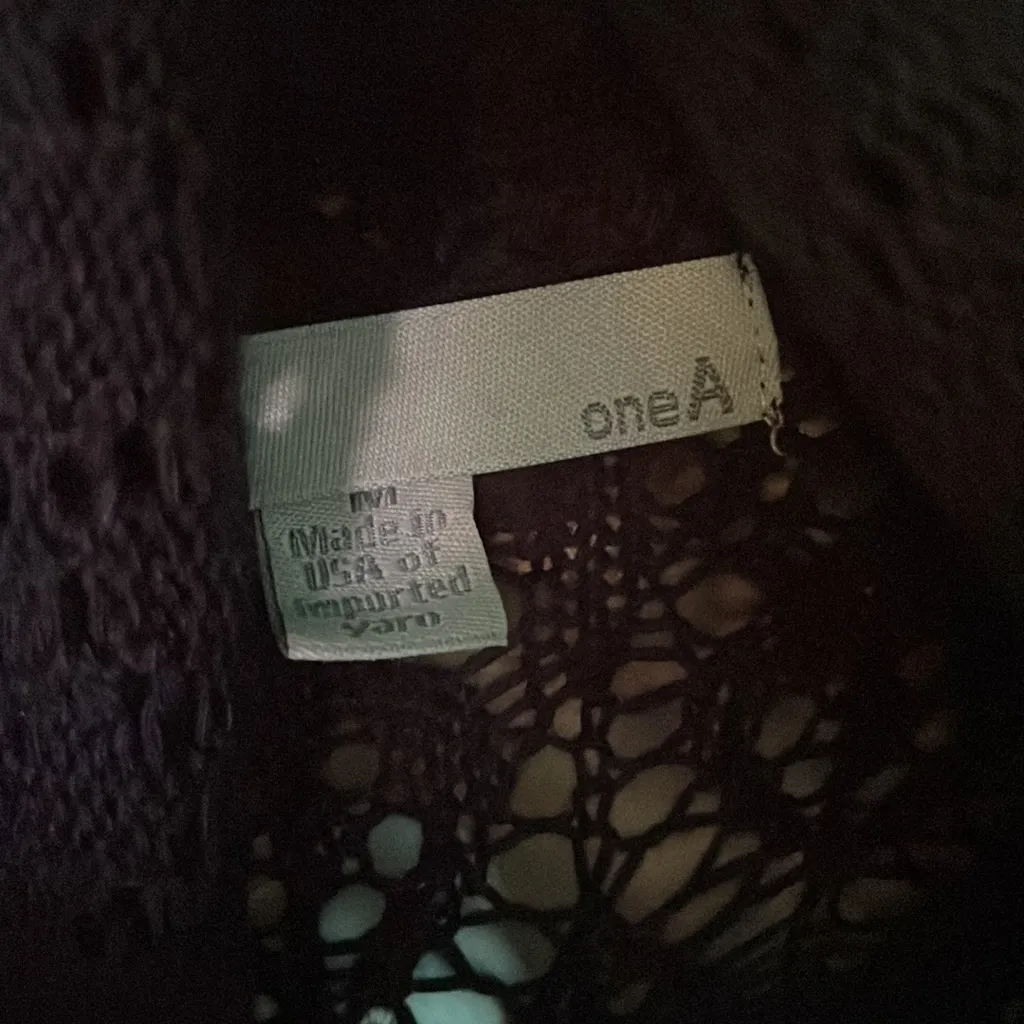 oneA
M
Made in
USA of
imported
yarn